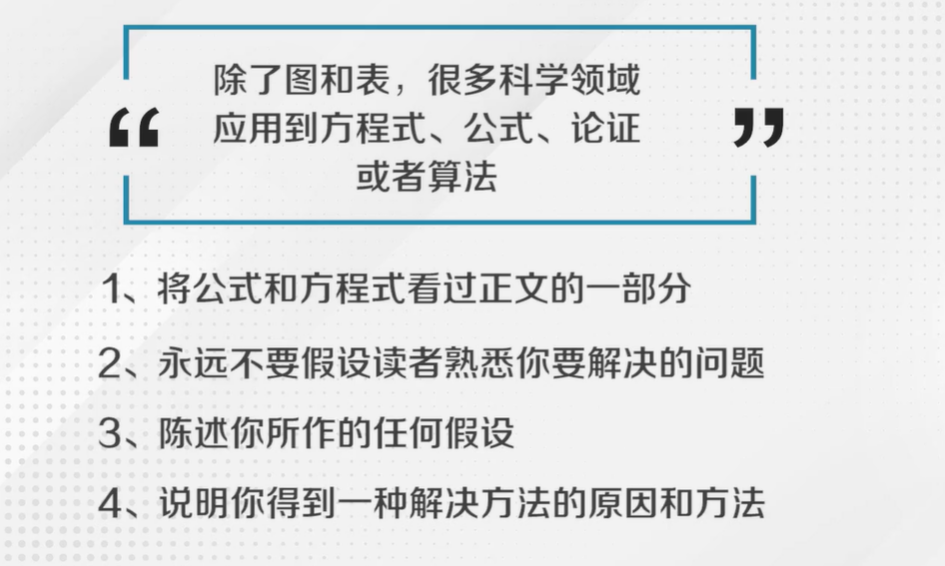 除了图和表，很多科学领域
“应用到方程式、公式、论证”
或者算法
1、将公式和方程式看过正文的一部分
2、永远不要假设读者熟悉你要解决的问题
3、陈述你所作的任何假设
4、说明你得到一种解决方法的原因和方法